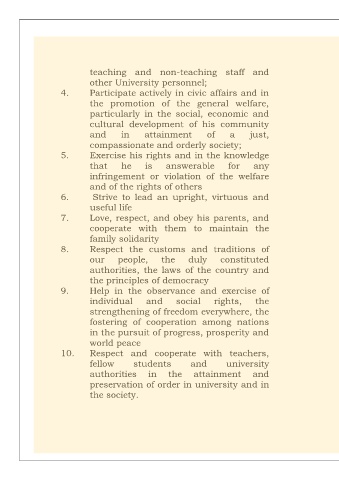 teaching and non-teaching staff and
other University personnel;
4. Participate actively in civic affairs and in
the promotion of the general welfare,
particularly in the social, economic and
cultural development of his community
and in attainment of a just,
compassionate and orderly society;
5. Exercise his rights and in the knowledge
that he is answerable for any
infringement or violation of the welfare
and of the rights of others
6. Strive to lead an upright, virtuous and
useful life
7. Love, respect, and obey his parents, and
cooperate with them to maintain the
family solidarity
8. Respect the customs and traditions of
our people, the duly constituted
authorities, the laws of the country and
the principles of democracy
9. Help in the observance and exercise of
individual and social rights, the
strengthening of freedom everywhere, the
fostering of cooperation among nations
in the pursuit of progress, prosperity and
world peace
10. Respect and cooperate with teachers,
fellow students and university
authorities in the attainment and
preservation of order in university and in
the society.